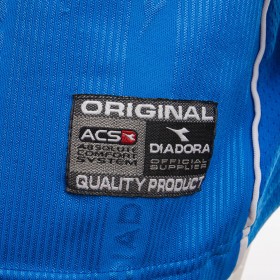 ORIGINAL
ACS
ABSOLUTE
COMFORT
SYSTEM
DIADORA
OFFICIAL
SUPPLIER
QUALITY PRODUCT